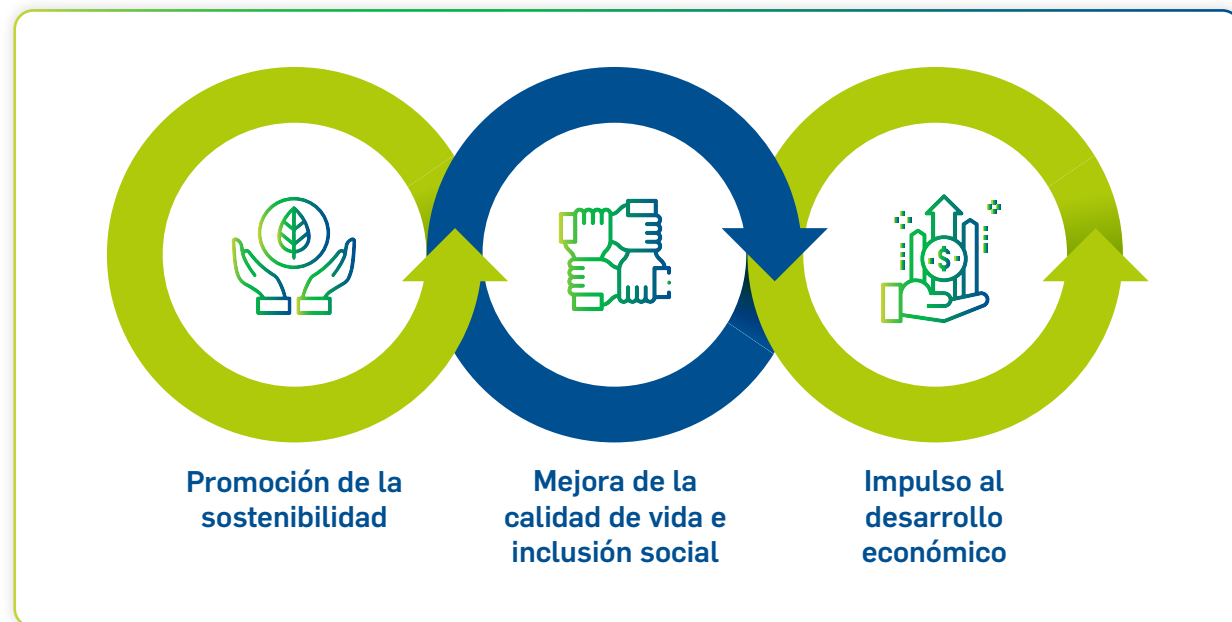 Promoción de la
sostenibilidad
Mejora de la
calidad de vida e
inclusión social
Impulso al
desarrollo
económico
$